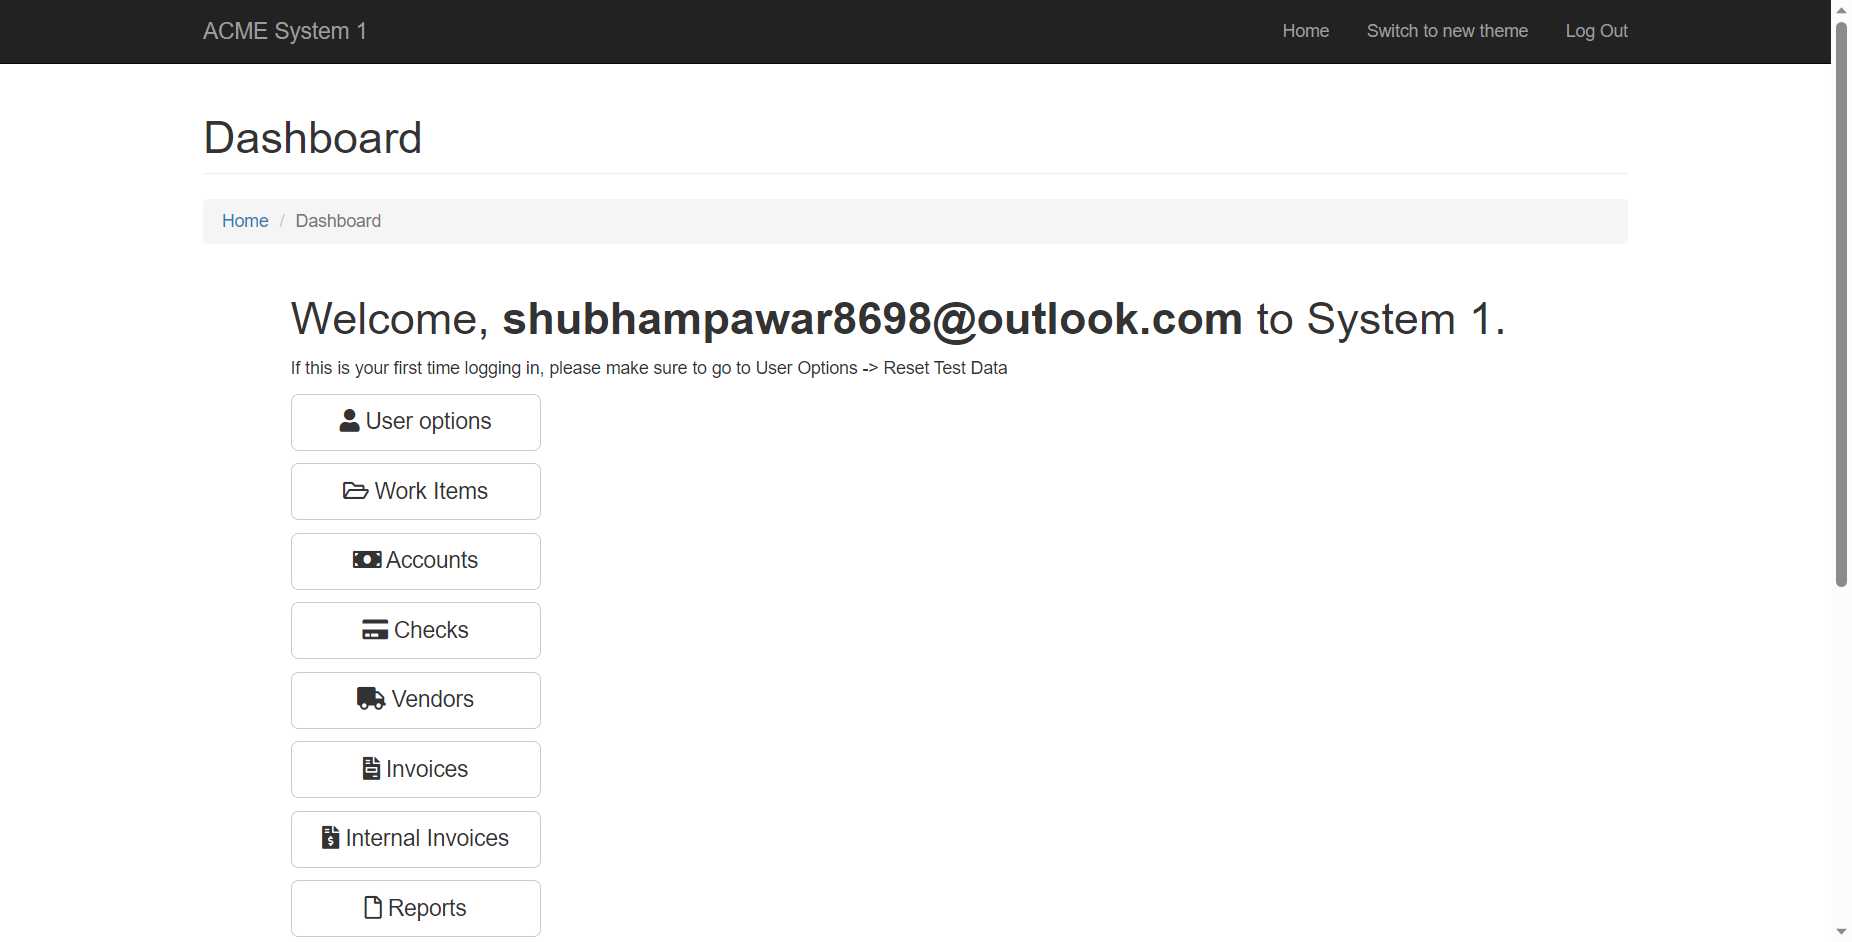 ACME System 1
Home
Switch to new theme
Log Out
Dashboard
Home / Dashboard
Welcome, shubhampawar8698@outlook.com to System 1.
If this is your first time logging in, please make sure to go to User Options -> Reset Test Data
User options
Work Items
Accounts
Checks
Vendors
Invoices
Internal Invoices
Reports